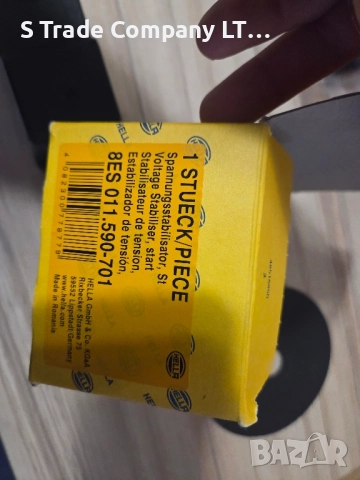 S Trade Company LT...
1 STUECK/PIECE
Spannungsstabilisator, St
Voltage Stabiliser, start
Stabilisateur de tension,
Estabilizador de tensión,
8ES 011.590-701
HELLA GmbH & Co. KGaA
Rixbecker Strasse 75
59552 Lippstadt/Germany
www.hella.com
Made in Romania
HELLA
HELLA
BAZAR